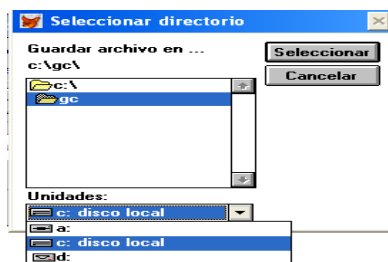 Seleccionar directorio
Guardar archivo en ...
c:\gc\
Seleccionar
Cancelar
c:\
gc
Unidades:
c: disco local
a:
c: disco local
d: